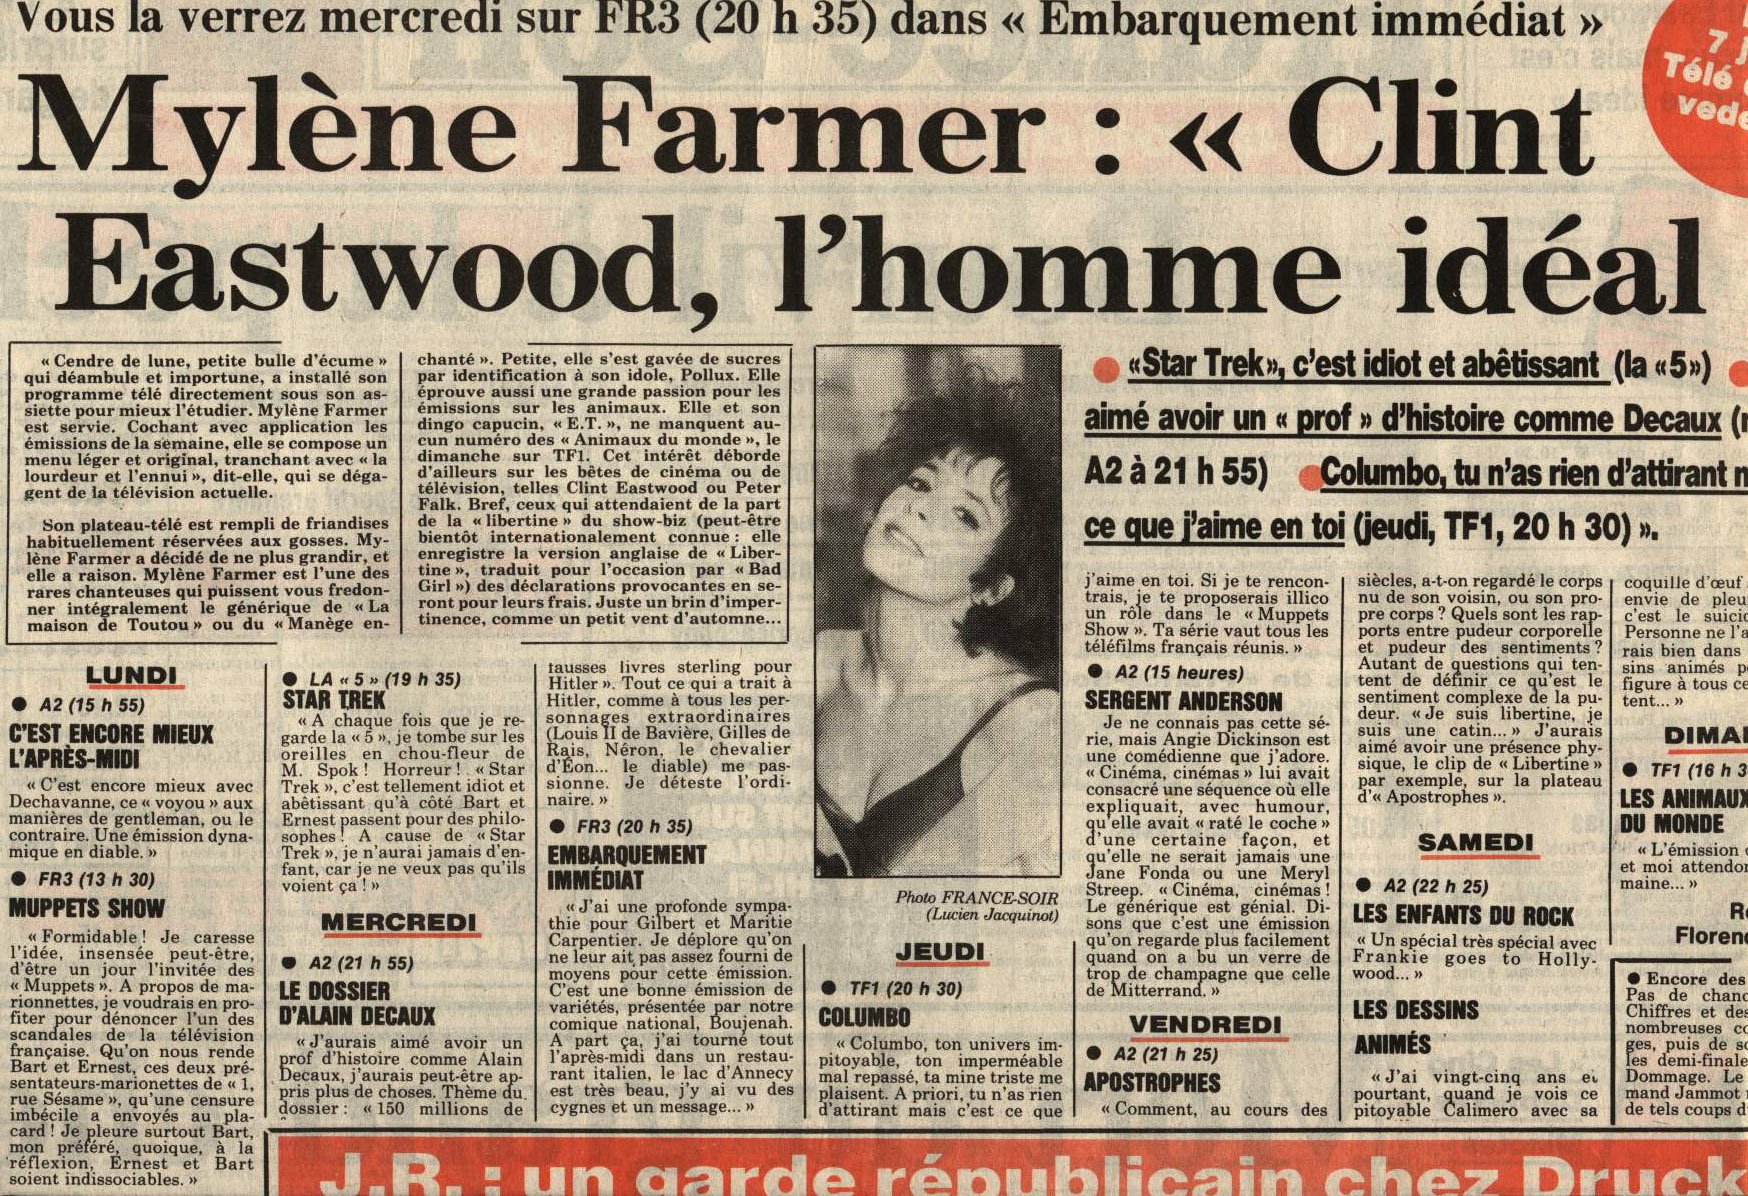 Vous la verrez mercredi sur FR3 (20 h 35) dans « Embarquement immédiat »
7
Télé
vede
Mylène Farmer : « Clint
Eastwood, l'homme idéal
« Cendre de lune, petite bulle d'écume »
qui déambule et importune, a installé son
programme télé directement sous son as-
siette pour mieux l'étudier. Mylène Farmer
est servie. Cochant avec application les
émissions de la semaine, elle se compose un
menu léger et original, tranchant avec « la
lourdeur et l'ennui », dit-elle, qui se déga-
gent de la télévision actuelle.
Son plateau-télé est rempli de friandises
habituellement réservées aux gosses. My-
lène Farmer a décidé de ne plus grandir, et
elle a raison. Mylène Farmer est l'une des
rares chanteuses qui puissent vous fredon-
ner intégralement le générique de « La
maison de Toutou » ou du « Manège en-
chanté ». Petite, elle s'est gavée de sucres
par identification à son idole, Pollux. Elle
éprouve aussi une grande passion pour les
émissions sur les animaux. Elle et son
dingo capucin, « E.T. », ne manquent au-
cun numéro des « Animaux du monde », le
dimanche sur TF1. Cet intérêt déborde
d'ailleurs sur les bêtes de cinéma ou de
télévision, telles Clint Eastwood ou Peter
Falk. Bref, ceux qui attendaient de la part
de la « libertine » du show-biz (peut-être
bientôt internationalement connue : elle
enregistre la version anglaise de « Liber-
tine », traduit pour l'occasion par « Bad
Girl ») des déclarations provocantes en se-
ront pour leurs frais. Juste un brin d'imper-
tinence, comme un petit vent d'automne...
● «Star Trek», c'est idiot et abêtissant (la «5») ●
aimé avoir un « prof » d'histoire comme Decaux
A2 à 21 h 55) ● Columbo, tu n'as rien d'attirant
ce que j'aime en toi (jeudi, TF1, 20 h 30) ».
LUNDI
● A2 (15 h 55)
C'EST ENCORE MIEUX
L'APRÈS-MIDI
« C'est encore mieux avec
Dechavanne, ce « voyou » aux
manières de gentleman, ou le
contraire. Une émission dyna-
mique en diable. »
● FR3 (13 h 30)
MUPPETS SHOW
« Formidable ! Je caresse
l'idée, insensée peut-être,
d'être un jour l'invitée des
« Muppets ». A propos de ma-
rionnettes, je voudrais en pro-
fiter pour dénoncer l'un des
scandales de la télévision
française. Qu'on nous rende
Bart et Ernest, ces deux pré-
sentateurs-marionettes de « 1,
rue Sésame », qu'une censure
imbécile a envoyés au pla-
card ! Je pleure surtout Bart,
mon préféré, quoique, à la
réflexion, Ernest et Bart
soient indissociables. »
● LA « 5 » (19 h 35)
STAR TREK
« A chaque fois que je re-
garde la « 5 », je tombe sur les
oreilles en chou-fleur de
M. Spok ! Horreur ! « Star
Trek », c'est tellement idiot et
abêtissant qu'à côté Bart et
Ernest passent pour des philo-
sophes ! A cause de « Star
Trek », je n'aurai jamais d'en-
fant, car je ne veux pas qu'ils
voient ça ! »
MERCREDI
● A2 (21 h 55)
LE DOSSIER
D'ALAIN DECAUX
« J'aurais aimé avoir un
prof d'histoire comme Alain
Decaux, j'aurais peut-être ap-
pris plus de choses. Thème du
dossier : « 150 millions de
fausses livres sterling pour
Hitler ». Tout ce qui a trait à
Hitler, comme à tous les per-
sonnages extraordinaires
(Louis II de Bavière, Gilles de
Rais, Néron, le chevalier
d'Éon... le diable) me pas-
sionne. Je déteste l'ordi-
naire. »
● FR3 (20 h 35)
EMBARQUEMENT
IMMÉDIAT
« J'ai une profonde sympa-
thie pour Gilbert et Maritie
Carpentier. Je déplore qu'on
ne leur ait pas assez fourni de
moyens pour cette émission.
C'est une bonne émission de
variétés, présentée par notre
comique national, Boujenah.
A part ça, j'ai tourné tout
l'après-midi dans un restau-
rant italien, le lac d'Annecy
est très beau, j'y ai vu des
cygnes et un message... »
Photo FRANCE-SOIR
(Lucien Jacquinot)
JEUDI
● TF1 (20 h 30)
COLUMBO
« Columbo, ton univers im-
pitoyable, ton imperméable
mal repassé, ta mine triste me
plaisent. A priori, tu n'as rien
d'attirant mais c'est ce que
j'aime en toi. Si je te rencon-
trais, je te proposerais illico
un rôle dans le « Muppets
Show ». Ta série vaut tous les
téléfilms français réunis. »
● A2 (15 heures)
SERGENT ANDERSON
Je ne connais pas cette sé-
rie, mais Angie Dickinson est
une comédienne que j'adore.
« Cinéma, cinémas » lui avait
consacré une séquence où elle
expliquait, avec humour,
qu'elle avait « raté le coche »
d'une certaine façon, et
qu'elle ne serait jamais une
Jane Fonda ou une Meryl
Streep. « Cinéma, cinémas !
Le générique est génial. Di-
sons que c'est une émission
qu'on regarde plus facilement
quand on a bu un verre de
trop de champagne que celle
de Mitterrand. »
VENDREDI
● A2 (21 h 25)
APOSTROPHES
« Comment, au cours des
siècles, a-t-on regardé le corps
nu de son voisin, ou son pro-
pre corps ? Quels sont les rap-
ports entre pudeur corporelle
et pudeur des sentiments ?
Autant de questions qui ten-
tent de définir ce qu'est le
sentiment complexe de la pu-
deur. « Je suis libertine, je
suis une catin... » J'aurais
aimé avoir une présence phy-
sique, le clip de « Libertine »
par exemple, sur la plateau
d'« Apostrophes ».
SAMEDI
● A2 (22 h 25)
LES ENFANTS DU ROCK
« Un spécial très spécial avec
Frankie goes to Holly-
wood... »
LES DESSINS
ANIMÉS
« J'ai vingt-cinq ans et
pourtant, quand je vois ce
pitoyable Calimero avec sa
coquille d'œuf
envie de pleu
c'est le suicid
Personne ne l'a
rais bien dans
sins animés p
figure à tous ce
tent... »
DIMA
● TF1 (16 h 3
LES ANIMAUX
DU MONDE
« L'émission
et moi attendon
maine... »
R
Floren
● Encore des
Pas de chanc
Chiffres et des
nombreuses co
ges, puis de so
les demi-finale
Dommage. Le
mand Jammot
de tels coups d
J.R. : un garde républicain chez Druck